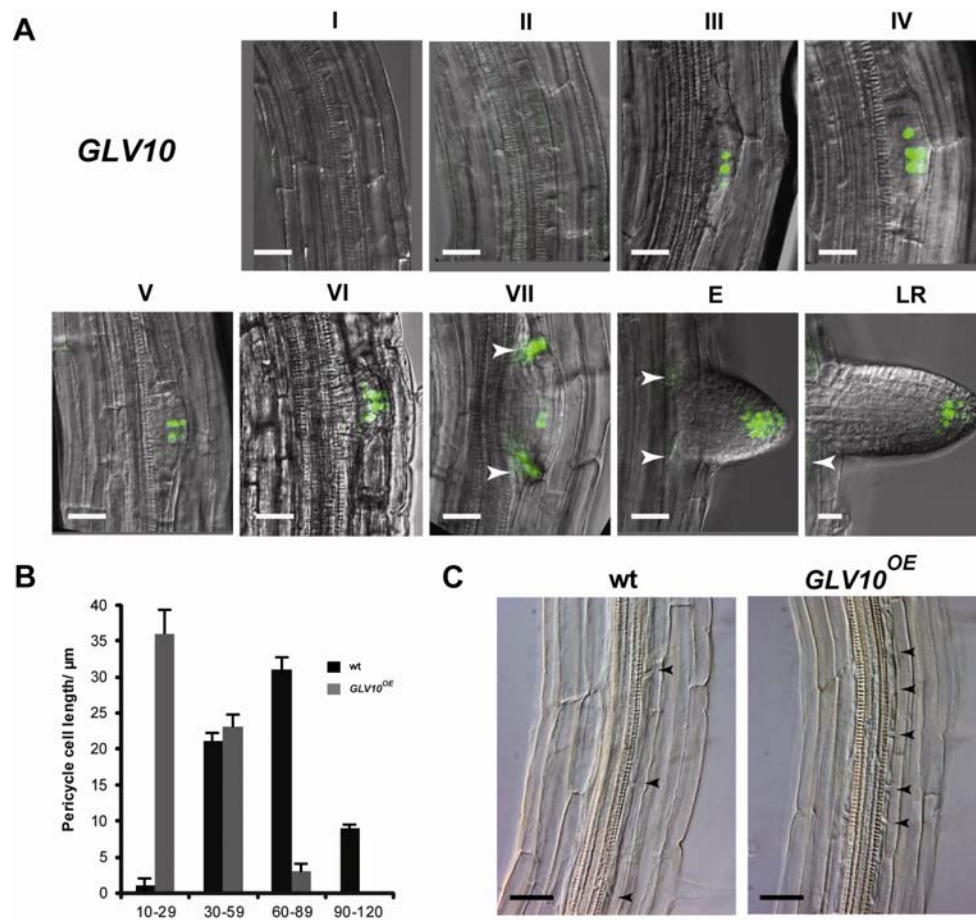 A
I II III IV
GLV10
V VI VII E LR
B
Pericycle cell length/ µm
40
35
30
25
20
15
10
5
0
10-29 30-59 60-89 90-120
wt
GLV10OE
C
wt GLV10OE